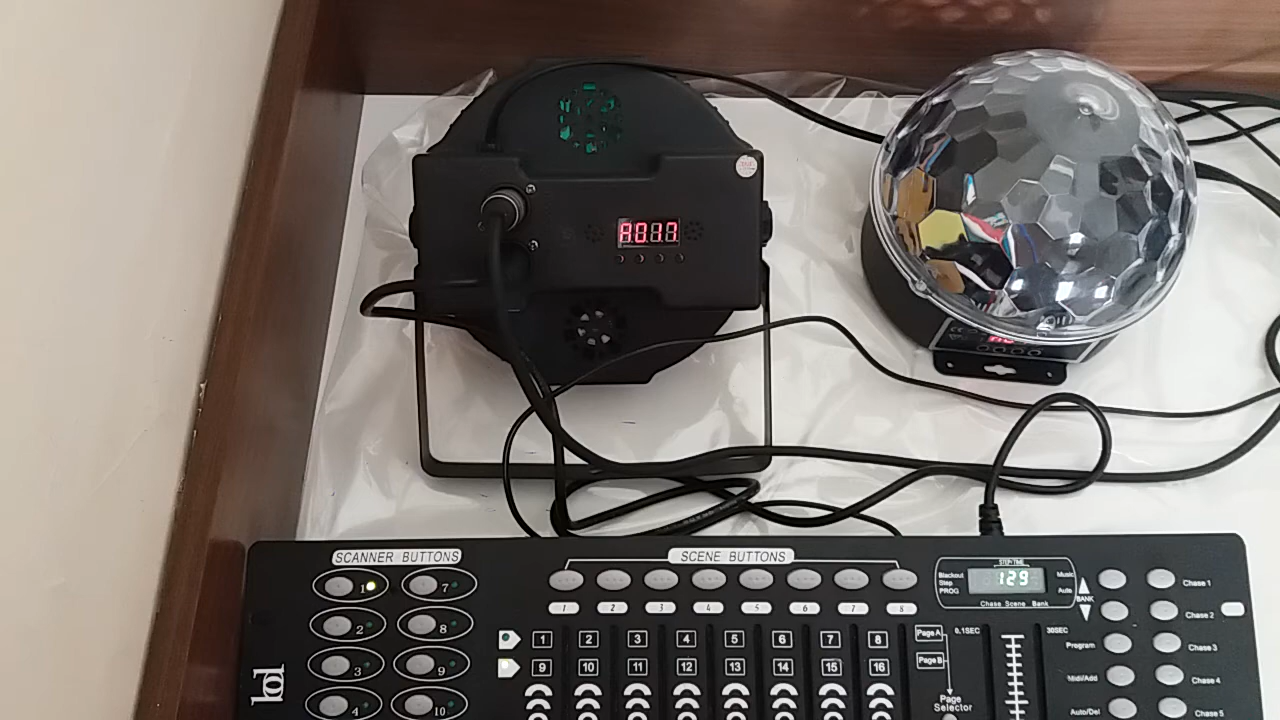 A017
SCANNER BUTTONS
1 7
2 8
3 9
4 10
SCENE BUTTONS
1 2 3 4 5 6 7 8
1 2 3 4 5 6 7 8
9 10 11 12 13 14 15 16
Page A
Page B
Page
Selector
STEP/TIME
Blackout
Step
PROG
129
Music
Auto
Chase Scene Bank
BANK
0,1SEC 30SEC
Program
Midi/Add
Auto/Del
Chase 1
Chase 2
Chase 3
Chase 4
Chase 5